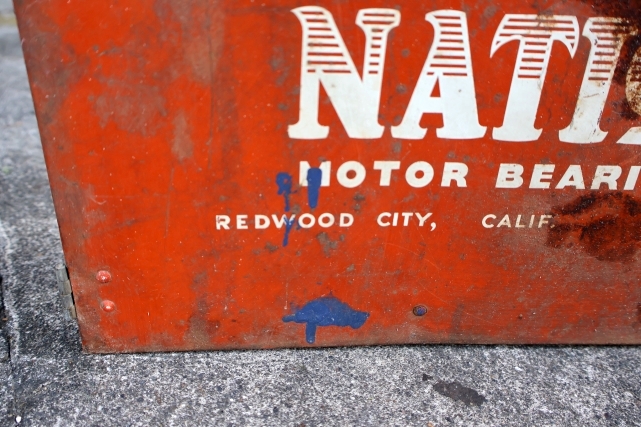 NATI
MOTOR BEARI
REDWOOD CITY, CALIF.